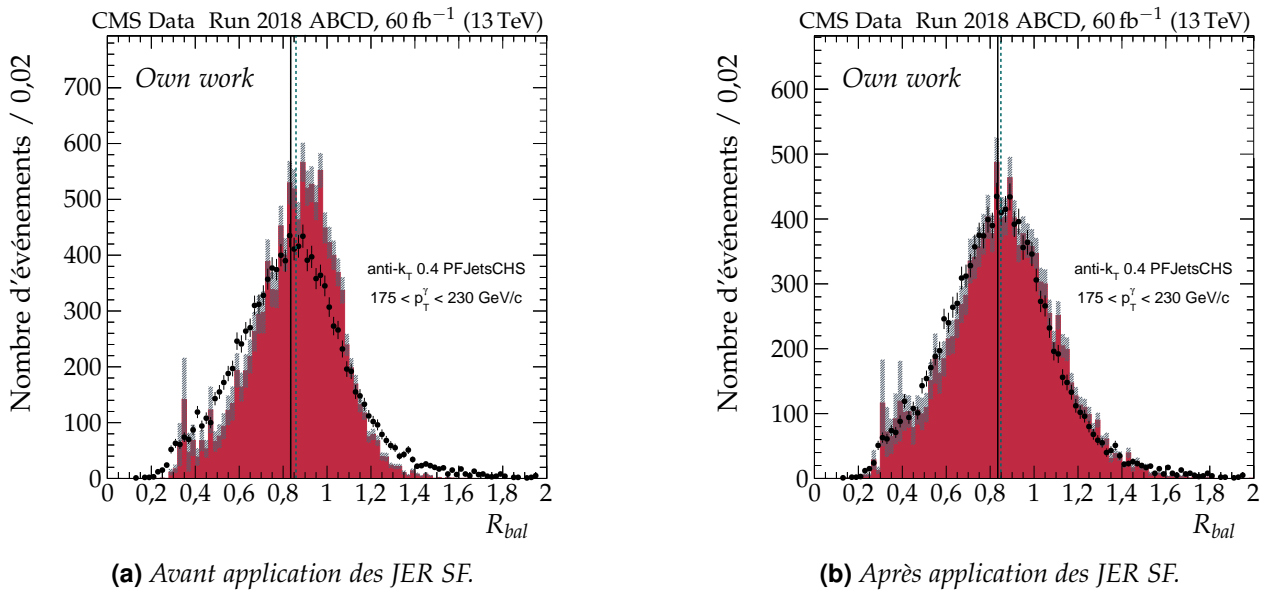 CMS Data Run 2018 ABCD, 60 fb⁻¹ (13 TeV)
Nombre d'événements / 0,02
700
600
500
400
300
200
100
0
Own work
anti-k_T 0.4 PFJetsCHS
175 < p_T^γ < 230 GeV/c
0 0,2 0,4 0,6 0,8 1 1,2 1,4 1,6 1,8 2
R_bal
(a) Avant application des JER SF.
CMS Data Run 2018 ABCD, 60 fb⁻¹ (13 TeV)
Nombre d'événements / 0,02
600
500
400
300
200
100
0
Own work
anti-k_T 0.4 PFJetsCHS
175 < p_T^γ < 230 GeV/c
0 0,2 0,4 0,6 0,8 1 1,2 1,4 1,6 1,8 2
R_bal
(b) Après application des JER SF.